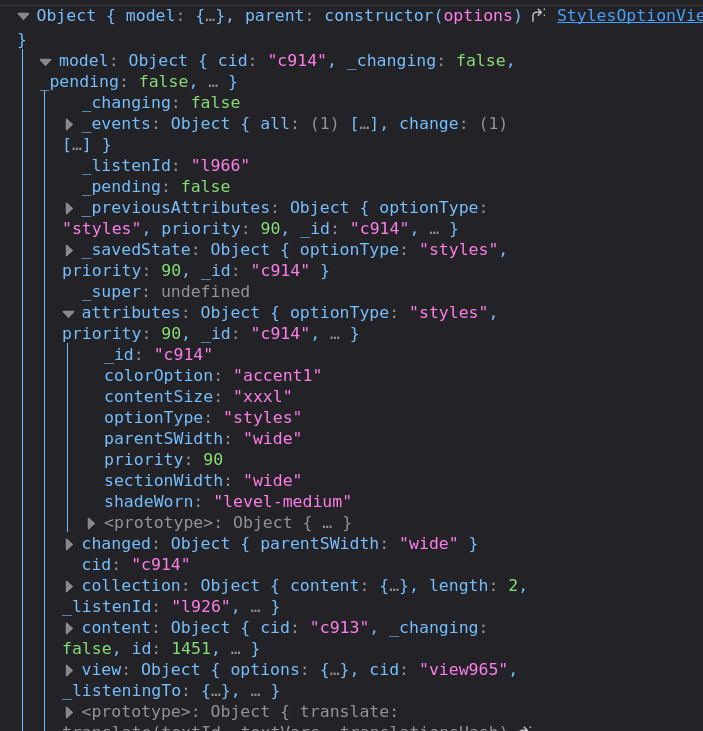 Object { model: {…}, parent: constructor(options) StylesOptionVie
}
model: Object { cid: "c914", _changing: false,
_pending: false, … }
_changing: false
_events: Object { all: (1) […], change: (1)
[…] }
_listenId: "l966"
_pending: false
_previousAttributes: Object { optionType:
"styles", priority: 90, _id: "c914", … }
_savedState: Object { optionType: "styles",
priority: 90, _id: "c914" }
_super: undefined
attributes: Object { optionType: "styles",
priority: 90, _id: "c914", … }
_id: "c914"
colorOption: "accent1"
contentSize: "xxxl"
optionType: "styles"
parentSWidth: "wide"
priority: 90
sectionWidth: "wide"
shadeWorn: "level-medium"
<prototype>: Object { … }
changed: Object { parentSWidth: "wide" }
cid: "c914"
collection: Object { content: {…}, length: 2,
_listenId: "l926", … }
content: Object { cid: "c913", _changing:
false, id: 1451, … }
view: Object { options: {…}, cid: "view965",
_listeningTo: {…}, … }
<prototype>: Object { translate:
translate(textId, textVars, translationsHash)